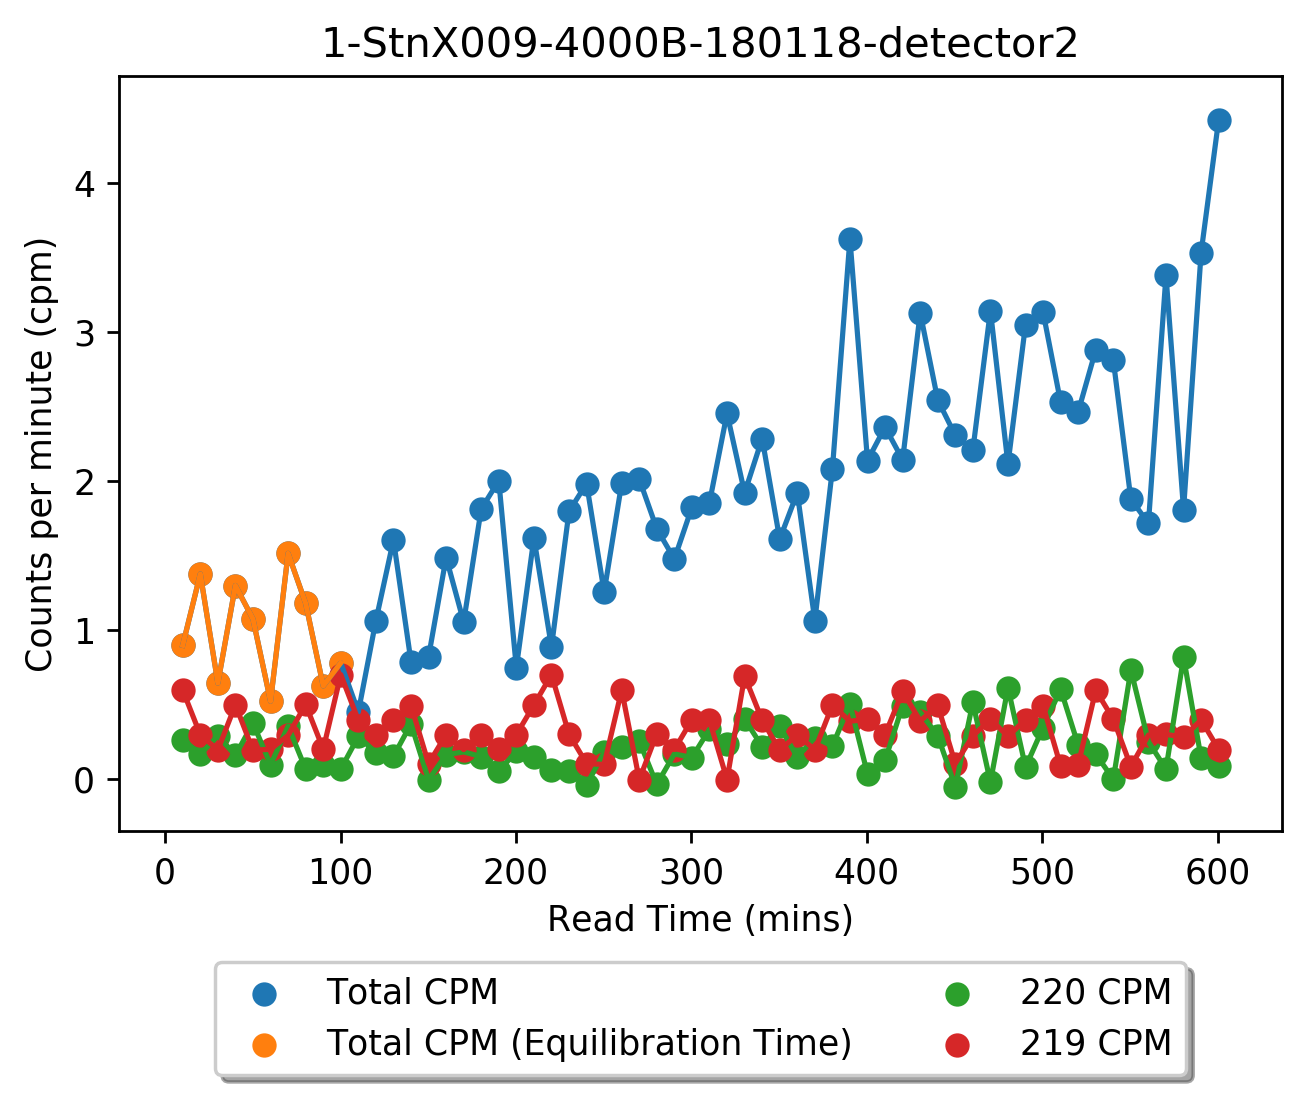 1-StnX009-4000B-180118-detector2
Counts per minute (cpm)
4
3
2
1
0
0 100 200 300 400 500 600
Read Time (mins)
Total CPM
Total CPM (Equilibration Time)
220 CPM
219 CPM